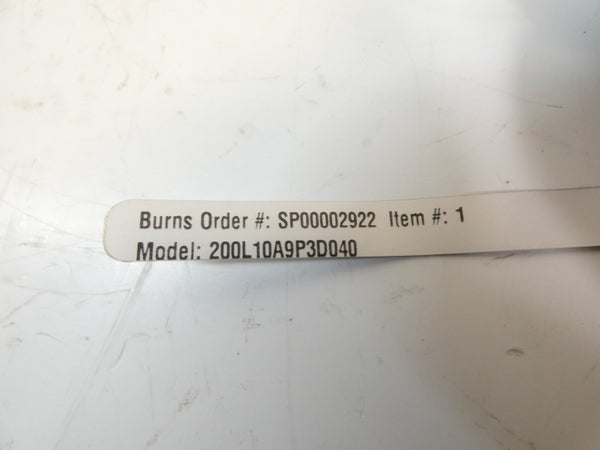 Burns Order #: SP00002922 Item #: 1
Model: 200L10A9P3D040